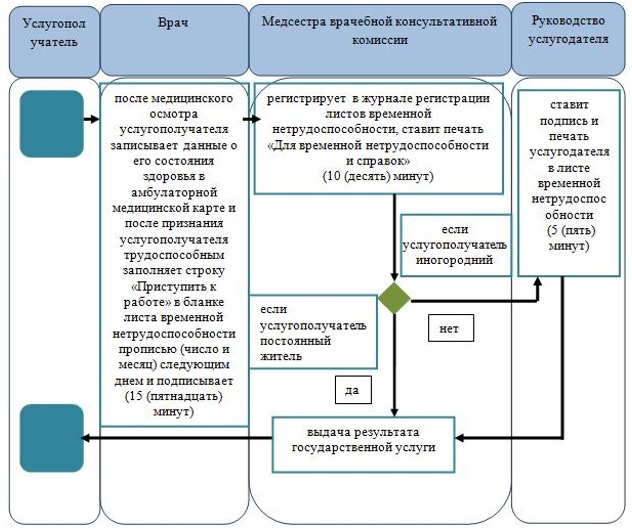 Услугопол
учатель
Врач
Медсестра врачебной консультативной
комиссии
Руководство
услугодателя
после медицинского
осмотра
услугополучателя
записывает данные о
его состояния
здоровья в
амбулаторной
медицинской карте и
после признания
услугополучателя
трудоспособным
заполняет строку
«Приступить к
работе» в бланке
листа временной
нетрудоспособности
прописью (число и
месяц) следующим
днем и подписывает
(15 (пятнадцать)
минут)
регистрирует в журнале регистрации
листов временной
нетрудоспособности, ставит печать
«Для временной нетрудоспособности
и справок»
(10 (десять) минут)
ставит
подпись и
печать
услугодателя
в листе
временной
нетрудоспос
обности
(5 (пять)
минут)
если
услугополучатель
иногородний
если
услугополучатель
постоянный
житель
нет
да
выдача результата
государственной услуги